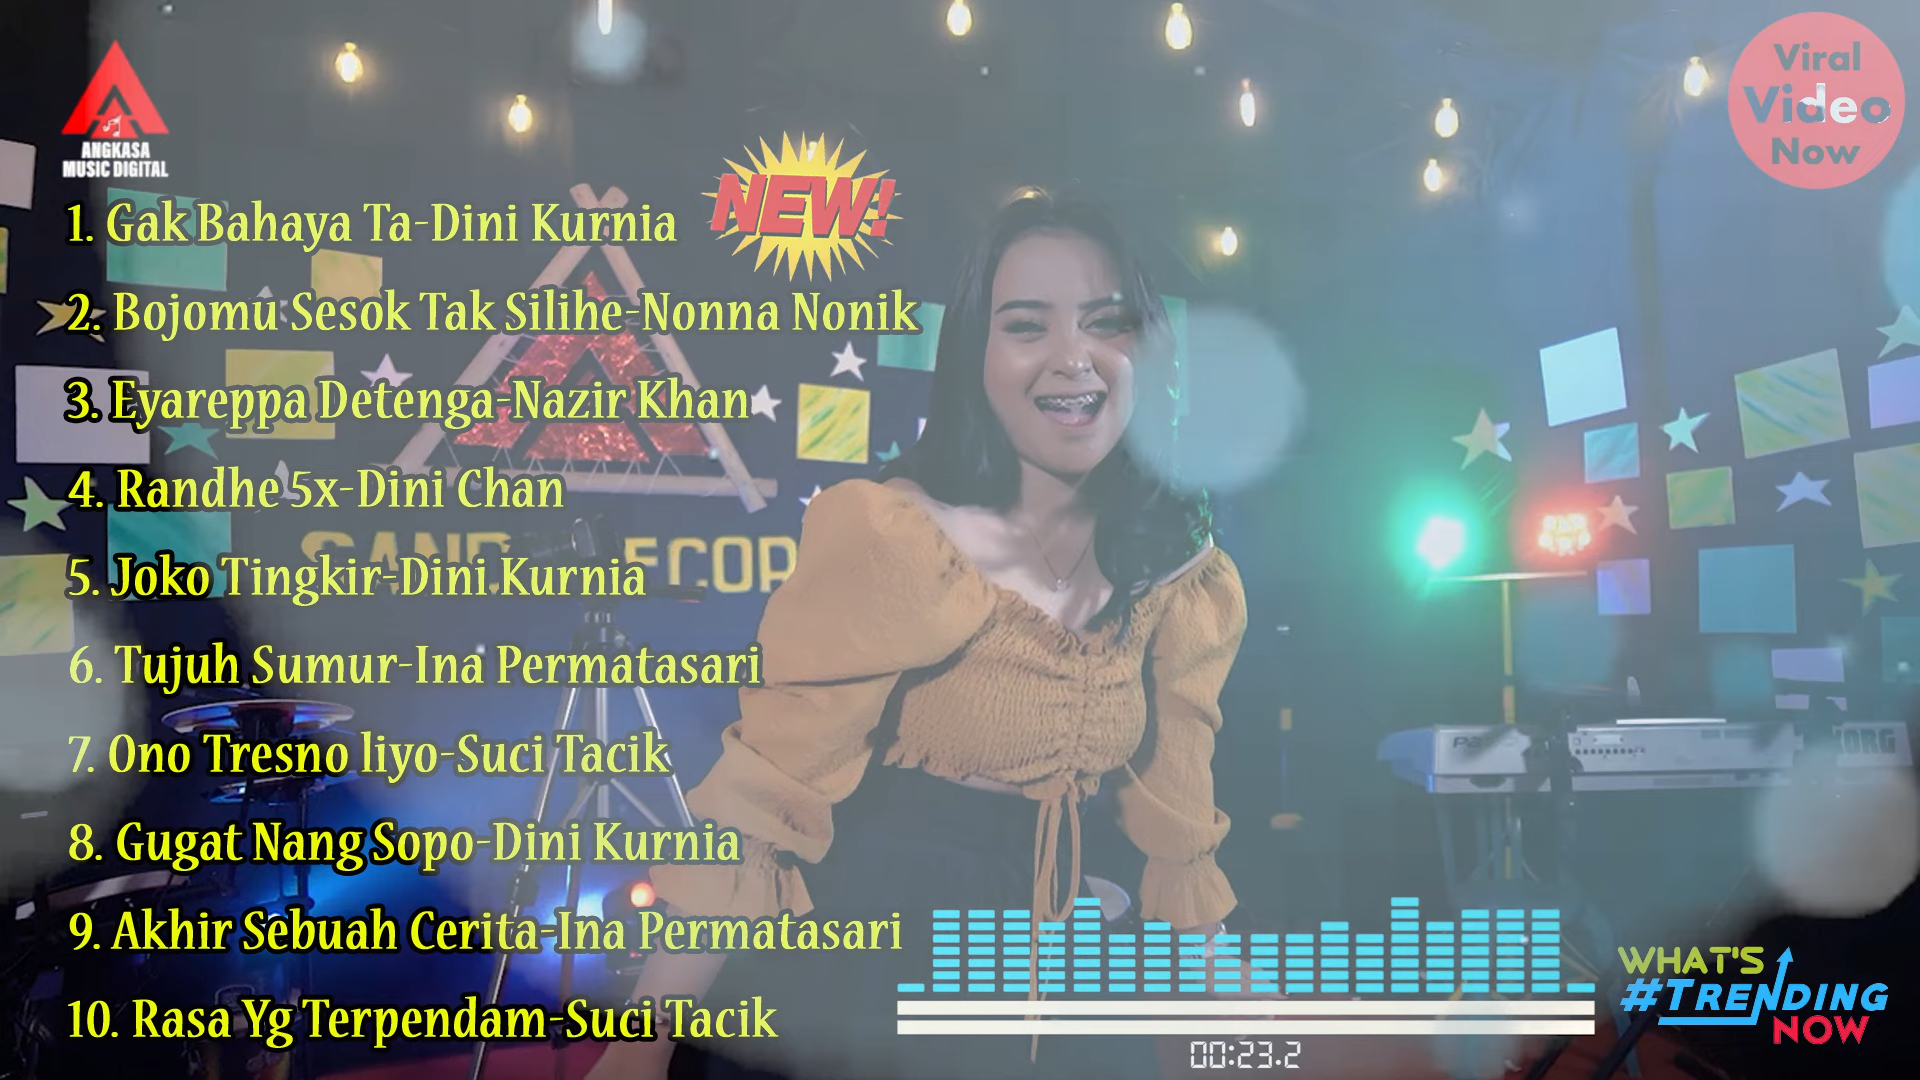 ANGKASA
MUSIC DIGITAL
Viral
Video
Now
NEW!
1. Gak Bahaya Ta-Dini Kurnia
2. Bojomu Sesok Tak Silihe-Nonna Nonik
3. Eyareppa Detenga-Nazir Khan
4. Randhe 5x-Dini Chan
5. Joko Tingkir-Dini Kurnia
6. Tujuh Sumur-Ina Permatasari
7. Ono Tresno liyo-Suci Tacik
8. Gugat Nang Sopo-Dini Kurnia
9. Akhir Sebuah Cerita-Ina Permatasari
10. Rasa Yg Terpendam-Suci Tacik
KORG
WHAT'S
#TRENDING
NOW
00:23.2